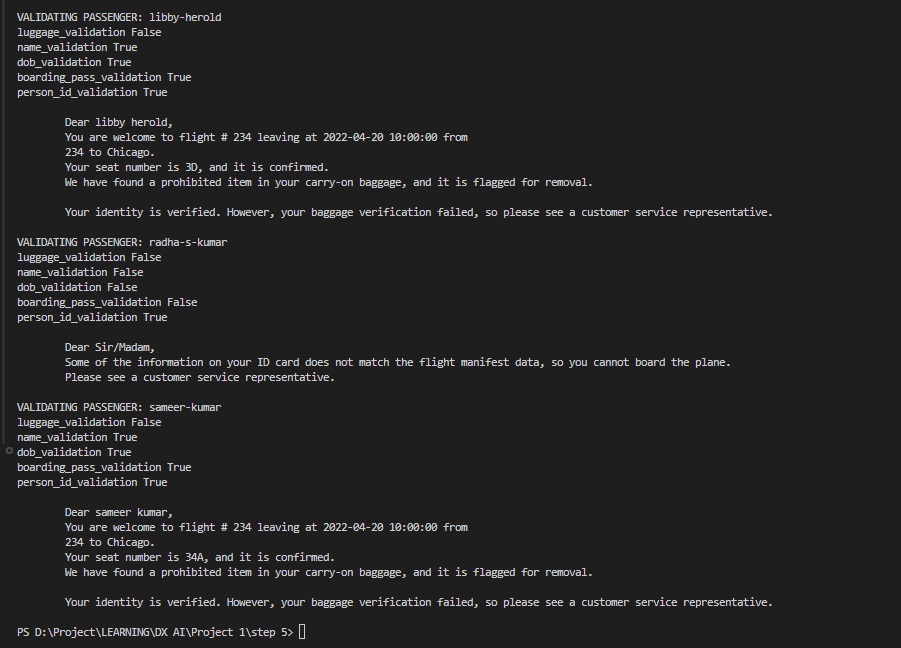 VALIDATING PASSENGER: libby-herold
luggage_validation False
name_validation True
dob_validation True
boarding_pass_validation True
person_id_validation True
Dear libby herold,
You are welcome to flight # 234 leaving at 2022-04-20 10:00:00 from
234 to Chicago.
Your seat number is 3D, and it is confirmed.
We have found a prohibited item in your carry-on baggage, and it is flagged for removal.
Your identity is verified. However, your baggage verification failed, so please see a customer service representative.
VALIDATING PASSENGER: radha-s-kumar
luggage_validation False
name_validation False
dob_validation False
boarding_pass_validation False
person_id_validation True
Dear Sir/Madam,
Some of the information on your ID card does not match the flight manifest data, so you cannot board the plane.
Please see a customer service representative.
VALIDATING PASSENGER: sameer-kumar
luggage_validation False
name_validation True
dob_validation True
boarding_pass_validation True
person_id_validation True
Dear sameer kumar,
You are welcome to flight # 234 leaving at 2022-04-20 10:00:00 from
234 to Chicago.
Your seat number is 34A, and it is confirmed.
We have found a prohibited item in your carry-on baggage, and it is flagged for removal.
Your identity is verified. However, your baggage verification failed, so please see a customer service representative.
PS D:\Project\LEARNING\DX AI\Project 1\step 5>